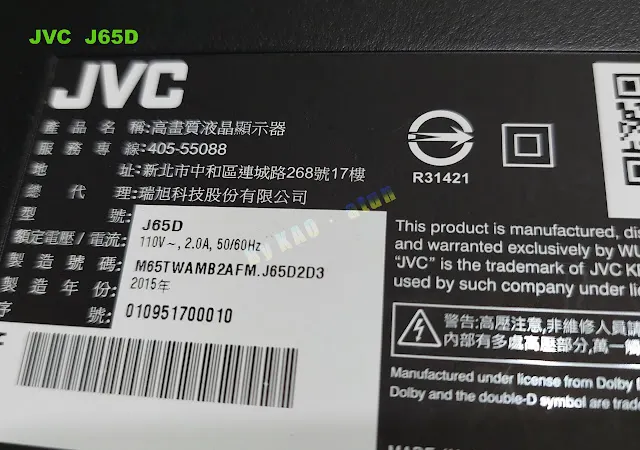 JVC J65D
JVC
產品名稱:高畫質液晶顯示器
服務專線:405-55088
地址:新北市中和區連城路268號17樓
總代理:瑞旭科技股份有限公司
型號: J65D
額定電壓/電流: 110V~, 2.0A, 50/60Hz
製造號碼: M65TWAMB2AFM.J65D2D3
製造年份: 2015年
序號: 010951700010
R31421
by KAO - atun
This product is manufactured, dis
and warranted exclusively by WU
"JVC" is the trademark of JVC KE
used by such company under lic
警告:高壓注意,非維修人員請
內部有多處高壓部分,萬一
Manufactured under license from Dolby
Dolby and the double-D symbol are trad